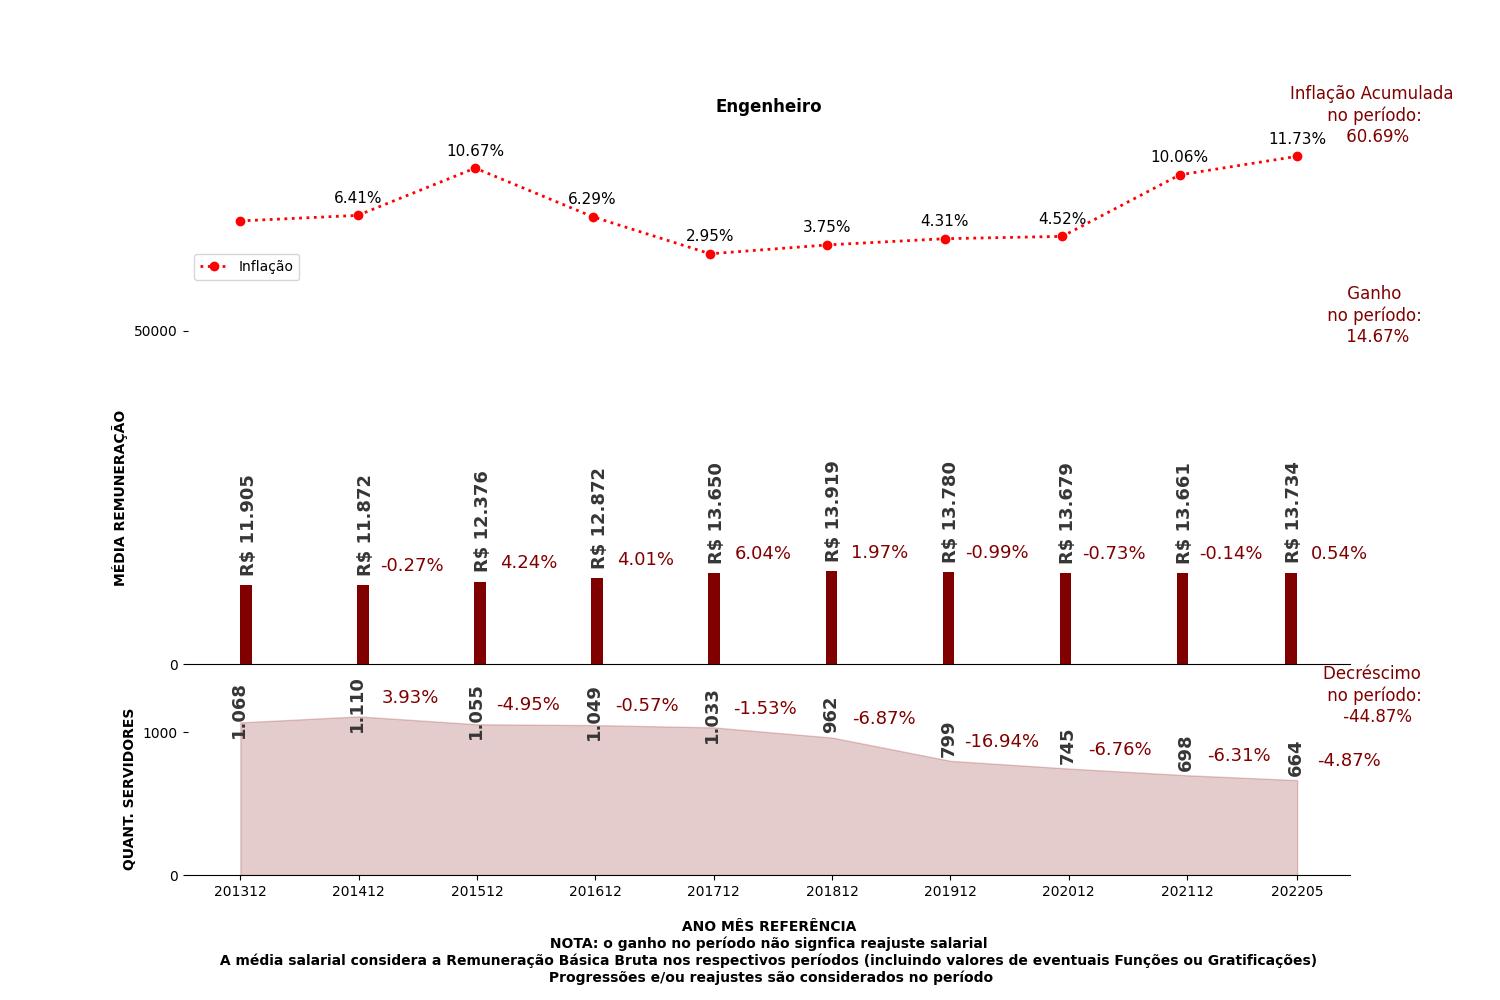 Engenheiro
Inflação Acumulada
no período:
60.69%
6.41%
10.67%
6.29%
2.95%
3.75%
4.31%
4.52%
10.06%
11.73%
Inflação
Ganho
no período:
14.67%
50000
0
MÉDIA REMUNERAÇÃO
R$ 11.905
R$ 11.872
R$ 12.376
R$ 12.872
R$ 13.650
R$ 13.919
R$ 13.780
R$ 13.679
R$ 13.661
R$ 13.734
-0.27%
4.24%
4.01%
6.04%
1.97%
-0.99%
-0.73%
-0.14%
0.54%
Decréscimo
no período:
-44.87%
1000
0
QUANT. SERVIDORES
1.068
1.110
1.055
1.049
1.033
962
799
745
698
664
3.93%
-4.95%
-0.57%
-1.53%
-6.87%
-16.94%
-6.76%
-6.31%
-4.87%
201312
201412
201512
201612
201712
201812
201912
202012
202112
202205
ANO MÊS REFERÊNCIA
NOTA: o ganho no período não signfica reajuste salarial
A média salarial considera a Remuneração Básica Bruta nos respectivos períodos (incluindo valores de eventuais Funções ou Gratificações)
Progressões e/ou reajustes são considerados no período